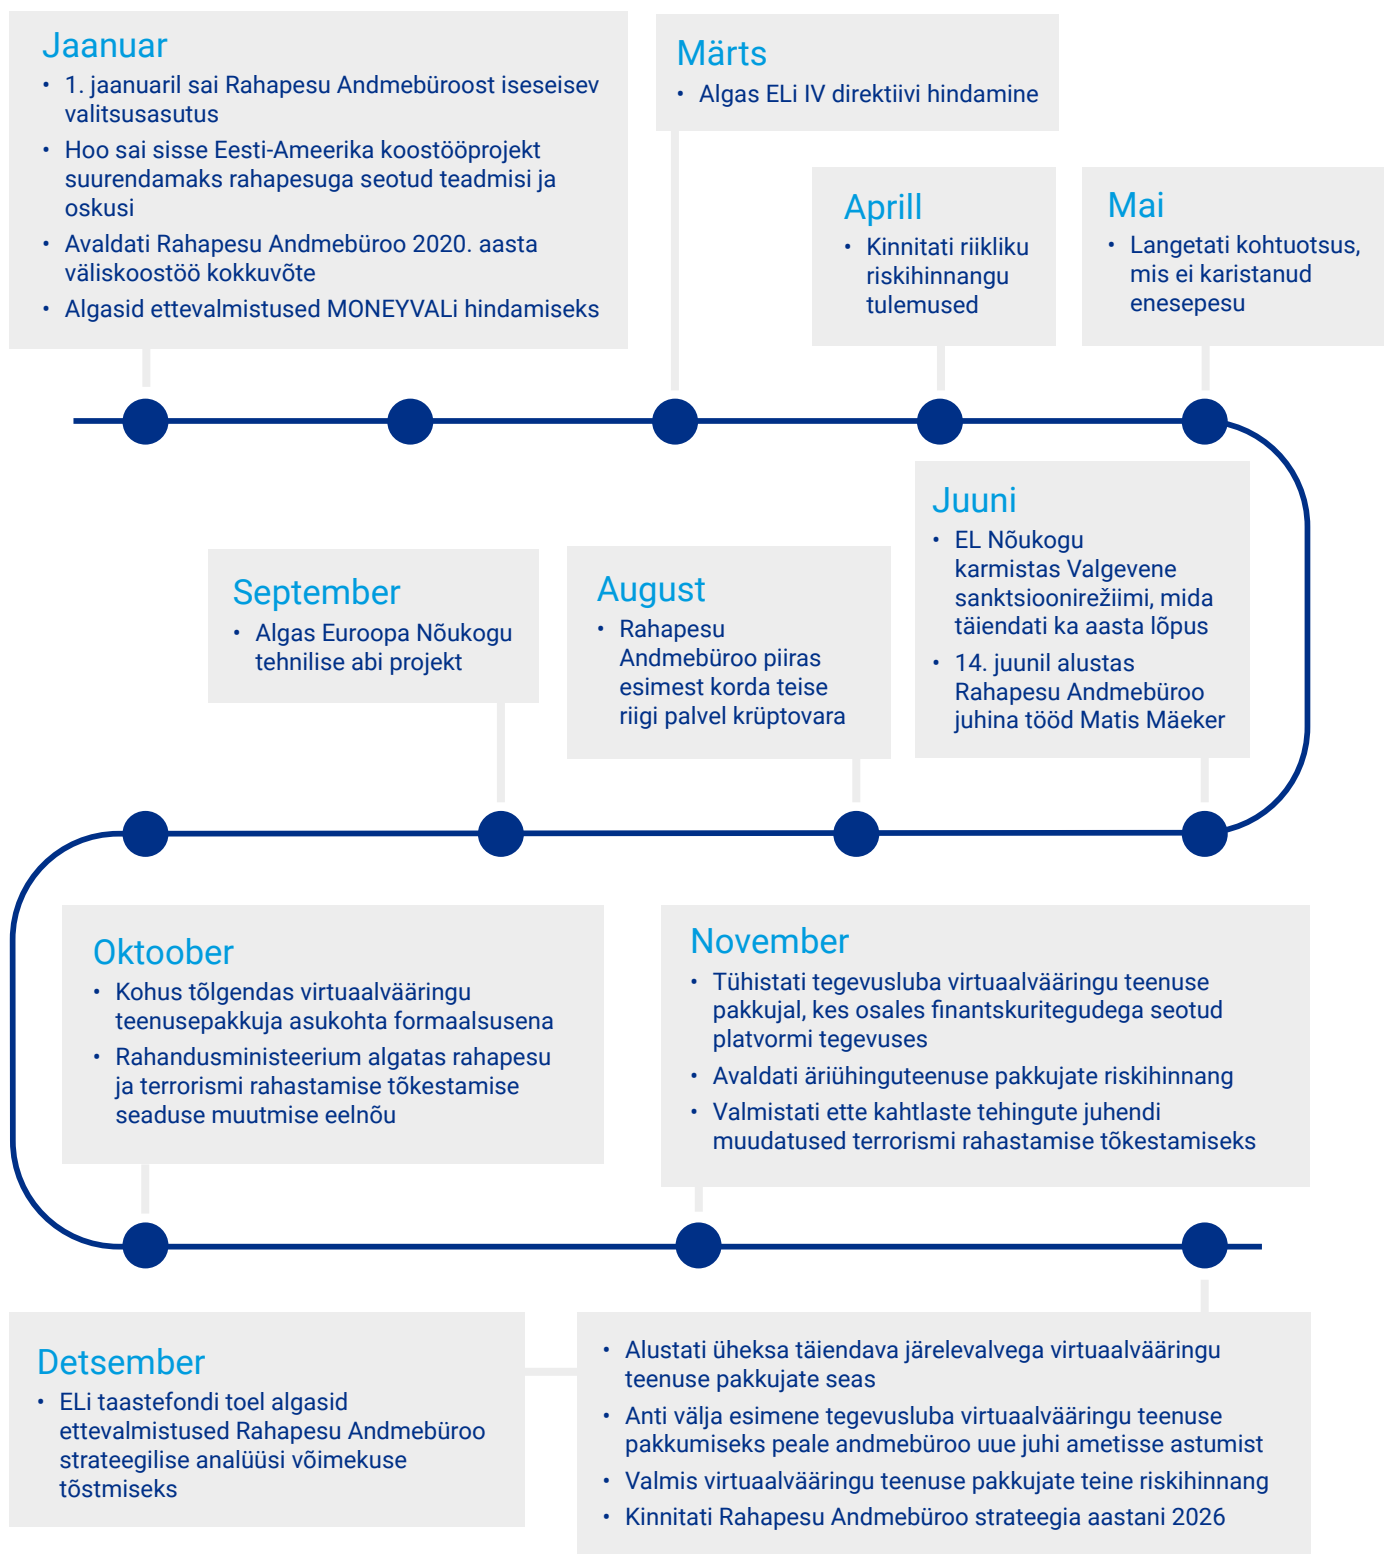 Jaanuar
• 1. jaanuaril sai Rahapesu Andmebüroost iseseisev
valitsusasutus
• Hoo sai sisse Eesti-Ameerika koostööprojekt
suurendamaks rahapesuga seotud teadmisi ja
oskusi
• Avaldati Rahapesu Andmebüroo 2020. aasta
väliskoostöö kokkuvõte
• Algasid ettevalmistused MONEYVALi hindamiseks
Märts
• Algas ELi IV direktiivi hindamine
Aprill
• Kinnitati riikliku
riskihinnangu
tulemused
Mai
• Langetati kohtuotsus,
mis ei karistanud
enesepesu
Juuni
• EL Nõukogu
karmistas Valgevene
sanktsioonirežiimi, mida
täiendati ka aasta lõpus
• 14. juunil alustas
Rahapesu Andmebüroo
juhina tööd Matis Mäeker
August
• Rahapesu
Andmebüroo piiras
esimest korda teise
riigi palvel krüptovara
September
• Algas Euroopa Nõukogu
tehnilise abi projekt
Oktoober
• Kohus tõlgendas virtuaalvääringu
teenusepakkuja asukohta formaalsusena
• Rahandusministeerium algatas rahapesu
ja terrorismi rahastamise tõkestamise
seaduse muutmise eelnõu
November
• Tühistati tegevusluba virtuaalvääringu teenuse
pakkujal, kes osales finantskuritegudega seotud
platvormi tegevuses
• Avaldati äriühinguteenuse pakkujate riskihinnang
• Valmistati ette kahtlaste tehingute juhendi
muudatused terrorismi rahastamise tõkestamiseks
Detsember
• ELi taastefondi toel algasid
ettevalmistused Rahapesu Andmebüroo
strateegilise analüüsi võimekuse
tõstmiseks
• Alustati üheksa täiendava järelevalvega virtuaalvääringu
teenuse pakkujate seas
• Anti välja esimene tegevusluba virtuaalvääringu teenuse
pakkumiseks peale andmebüroo uue juhi ametisse astumist
• Valmis virtuaalvääringu teenuse pakkujate teine riskihinnang
• Kinnitati Rahapesu Andmebüroo strateegia aastani 2026